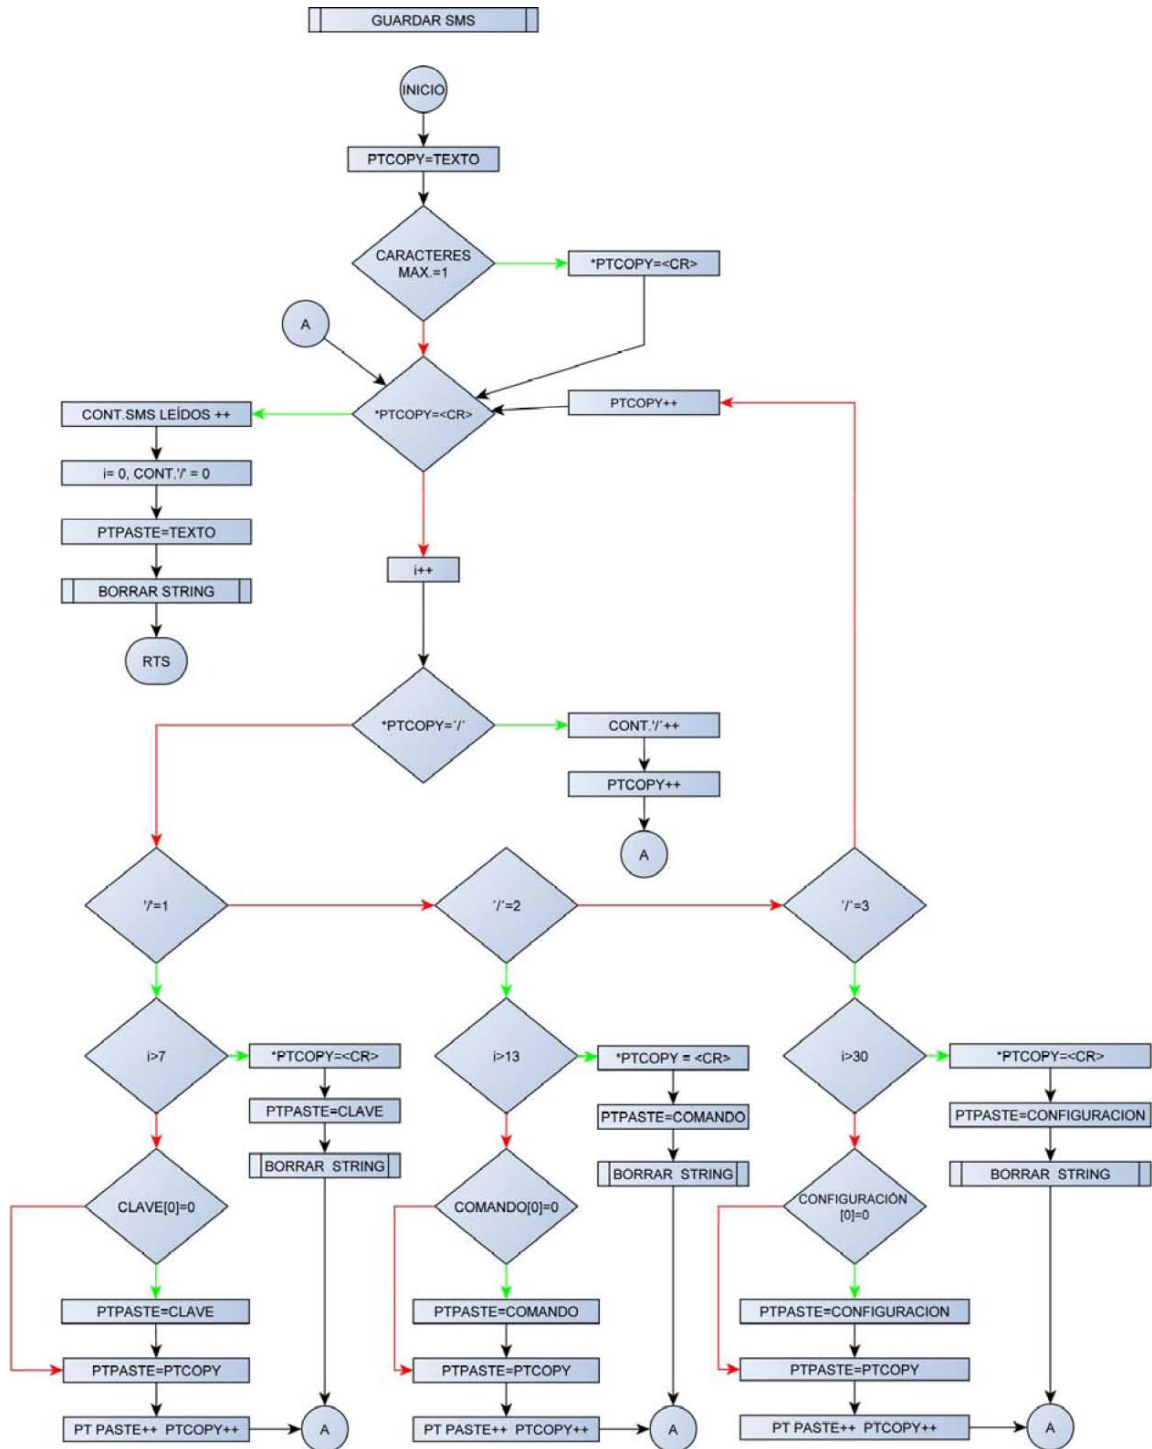 GUARDAR SMS
INICIO
PTCOPY=TEXTO
CARACTERES
MAX.=1
*PTCOPY=<CR>
A
*PTCOPY=<CR>
PTCOPY++
CONT.SMS LEÍDOS ++
i= 0, CONT.'/' = 0
PTPASTE=TEXTO
BORRAR STRING
RTS
i++
*PTCOPY=´/´
CONT.'/´++
PTCOPY++
A
'/'=1
´/´=2
´/´=3
i>7
*PTCOPY=<CR>
PTPASTE=CLAVE
BORRAR STRING
CLAVE[0]=0
PTPASTE=CLAVE
PTPASTE=PTCOPY
PT PASTE++ PTCOPY++
A
i>13
*PTCOPY = <CR>
PTPASTE=COMANDO
BORRAR STRING
COMANDO[0]=0
PTPASTE=COMANDO
PTPASTE=PTCOPY
PT PASTE++ PTCOPY++
A
i>30
*PTCOPY=<CR>
PTPASTE=CONFIGURACION
BORRAR STRING
CONFIGURACIÓN
[0]=0
PTPASTE=CONFIGURACION
PTPASTE=PTCOPY
PT PASTE++ PTCOPY++
A